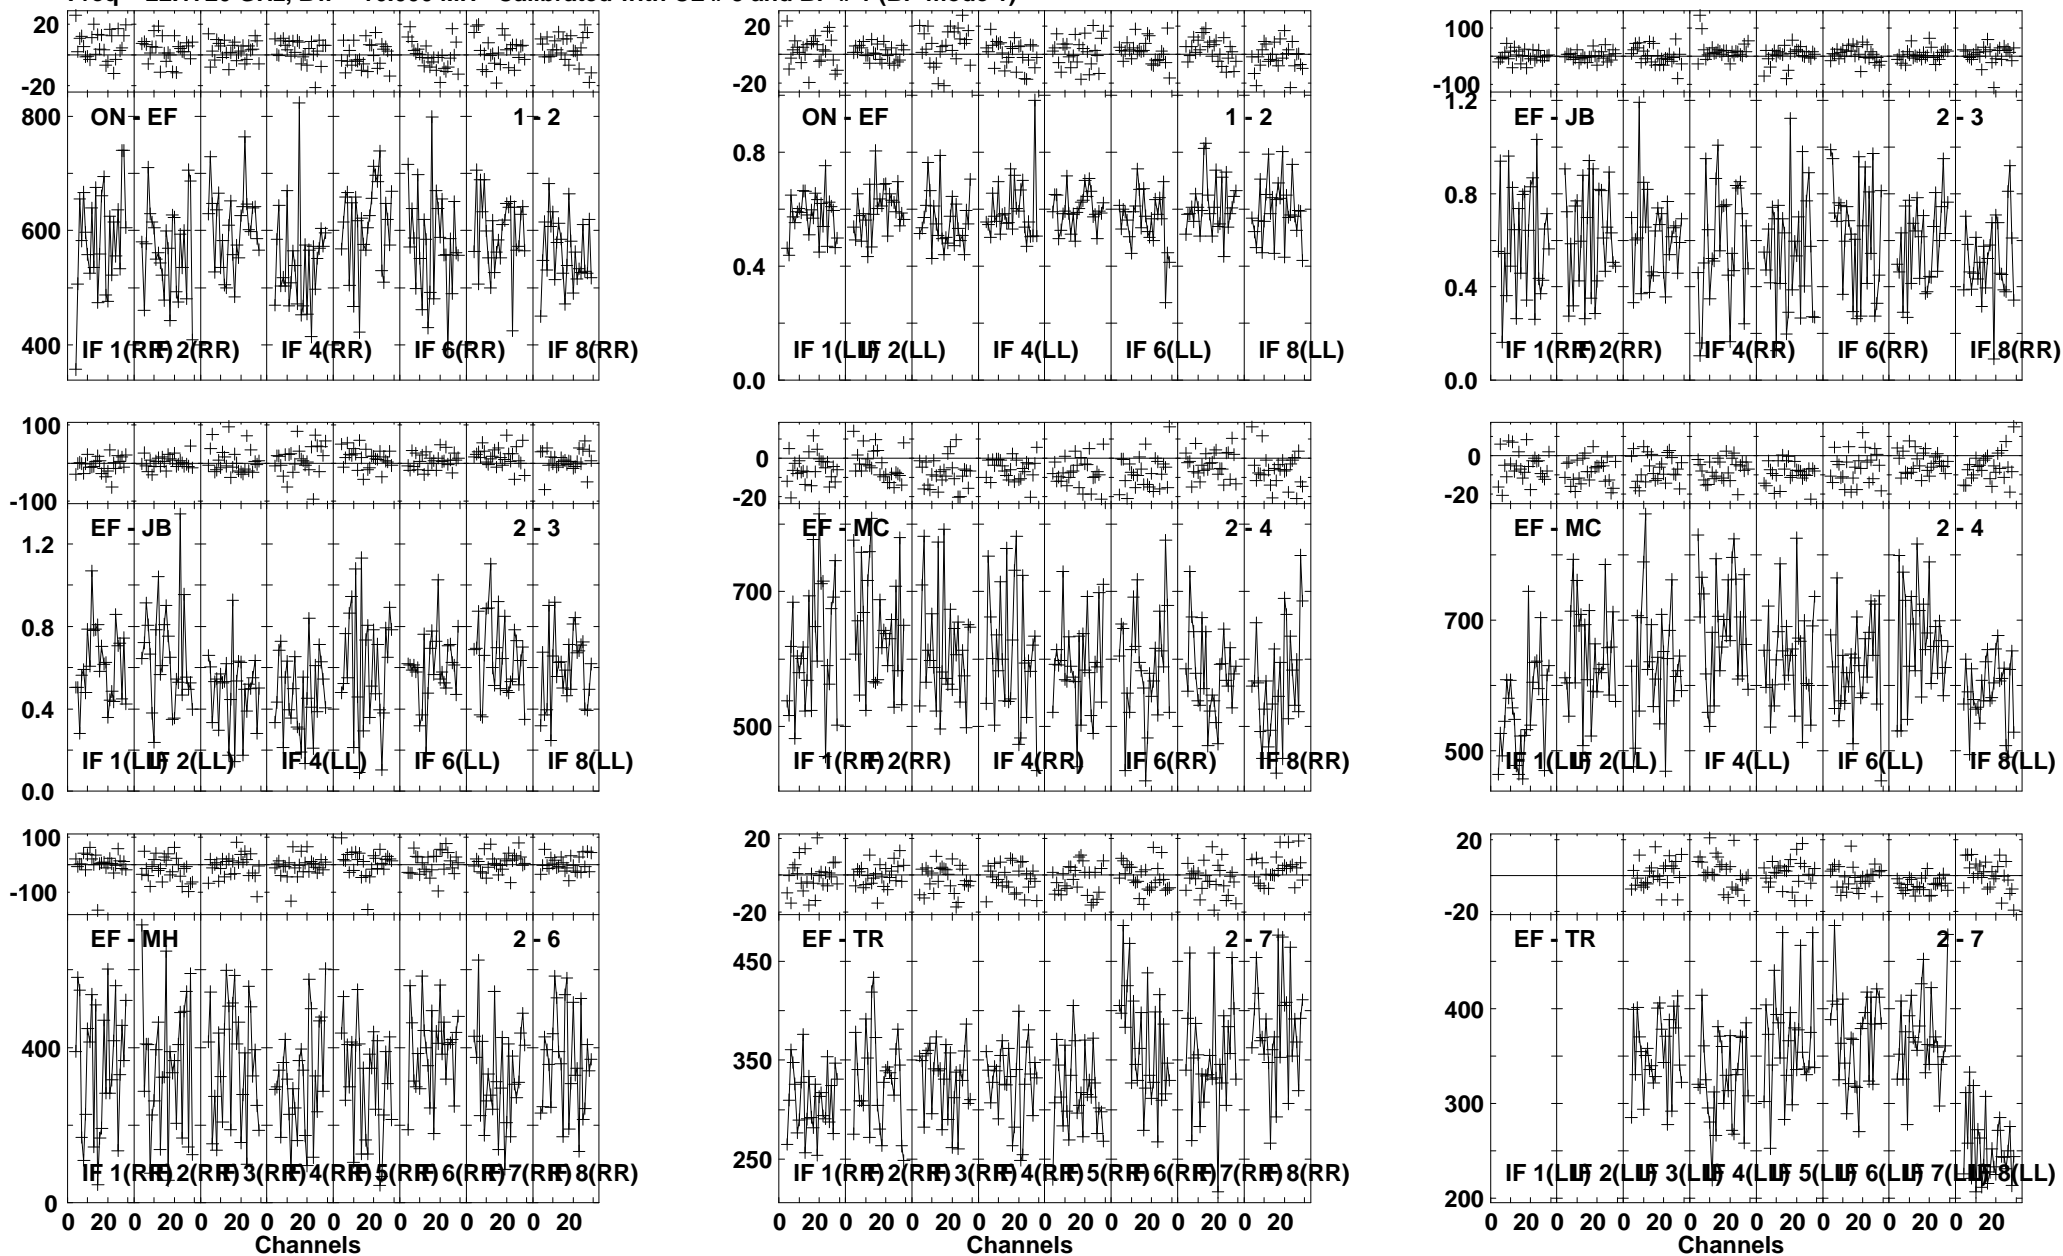 20
0
-20
800
600
400
ON - EF
1 - 2
IF 1(RR)
IF 2(RR)
IF 4(RR)
IF 6(RR)
IF 8(RR)
20
0
-20
0.8
0.4
0.0
ON - EF
1 - 2
IF 1(LL)
IF 2(LL)
IF 4(LL)
IF 6(LL)
IF 8(LL)
100
0
-100
1.2
0.8
0.4
0.0
EF - JB
2 - 3
IF 1(RR)
IF 2(RR)
IF 4(RR)
IF 6(RR)
IF 8(RR)
100
0
-100
1.2
0.8
0.4
0.0
EF - JB
2 - 3
IF 1(LL)
IF 2(LL)
IF 4(LL)
IF 6(LL)
IF 8(LL)
0
-20
700
500
EF - MC
2 - 4
IF 1(RR)
IF 2(RR)
IF 4(RR)
IF 6(RR)
IF 8(RR)
0
-20
700
500
EF - MC
2 - 4
IF 1(LL)
IF 2(LL)
IF 4(LL)
IF 6(LL)
IF 8(LL)
100
-100
400
0
EF - MH
2 - 6
IF 1(RR)
IF 2(RR)
IF 3(RR)
IF 4(RR)
IF 5(RR)
IF 6(RR)
IF 7(RR)
IF 8(RR)
0 20 0 20 0 20 0 20 0 20 0 20 0 20 0 20
Channels
20
-20
450
350
250
EF - TR
2 - 7
IF 1(RR)
IF 2(RR)
IF 3(RR)
IF 4(RR)
IF 5(RR)
IF 6(RR)
IF 7(RR)
IF 8(RR)
0 20 0 20 0 20 0 20 0 20 0 20 0 20 0 20
Channels
20
0
-20
400
300
200
EF - TR
2 - 7
IF 1(LL)
IF 2(LL)
IF 3(LL)
IF 4(LL)
IF 5(LL)
IF 6(LL)
IF 7(LL)
IF 8(LL)
0 20 0 20 0 20 0 20 0 20 0 20 0 20 0 20
Channels